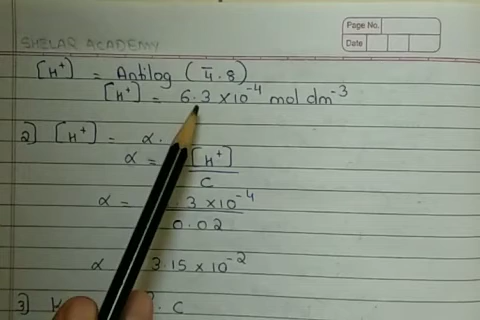 SHELAR ACADEMY
Page No.
Date
[H⁺] = Antilog ( 4̅.8)
[H⁺] = 6.3 ×10⁻⁴ mol dm⁻³
2) [H⁺] = α.
α = [H⁺]
C
α = .3 ×10⁻⁴
0.02
α = 3.15 ×10⁻²
3) . C